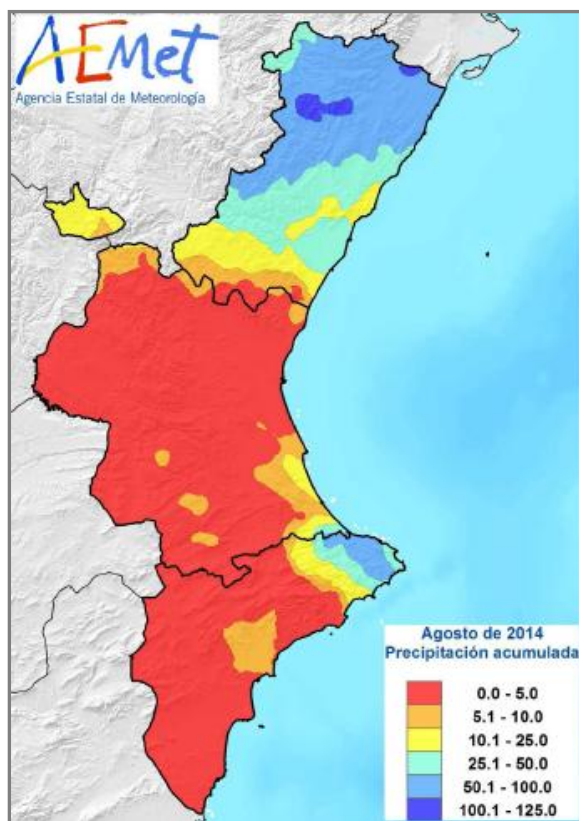 AEMet
Agencia Estatal de Meteorología
Agosto de 2014
Precipitación acumulada
0.0 - 5.0
5.1 - 10.0
10.1 - 25.0
25.1 - 50.0
50.1 - 100.0
100.1 - 125.0